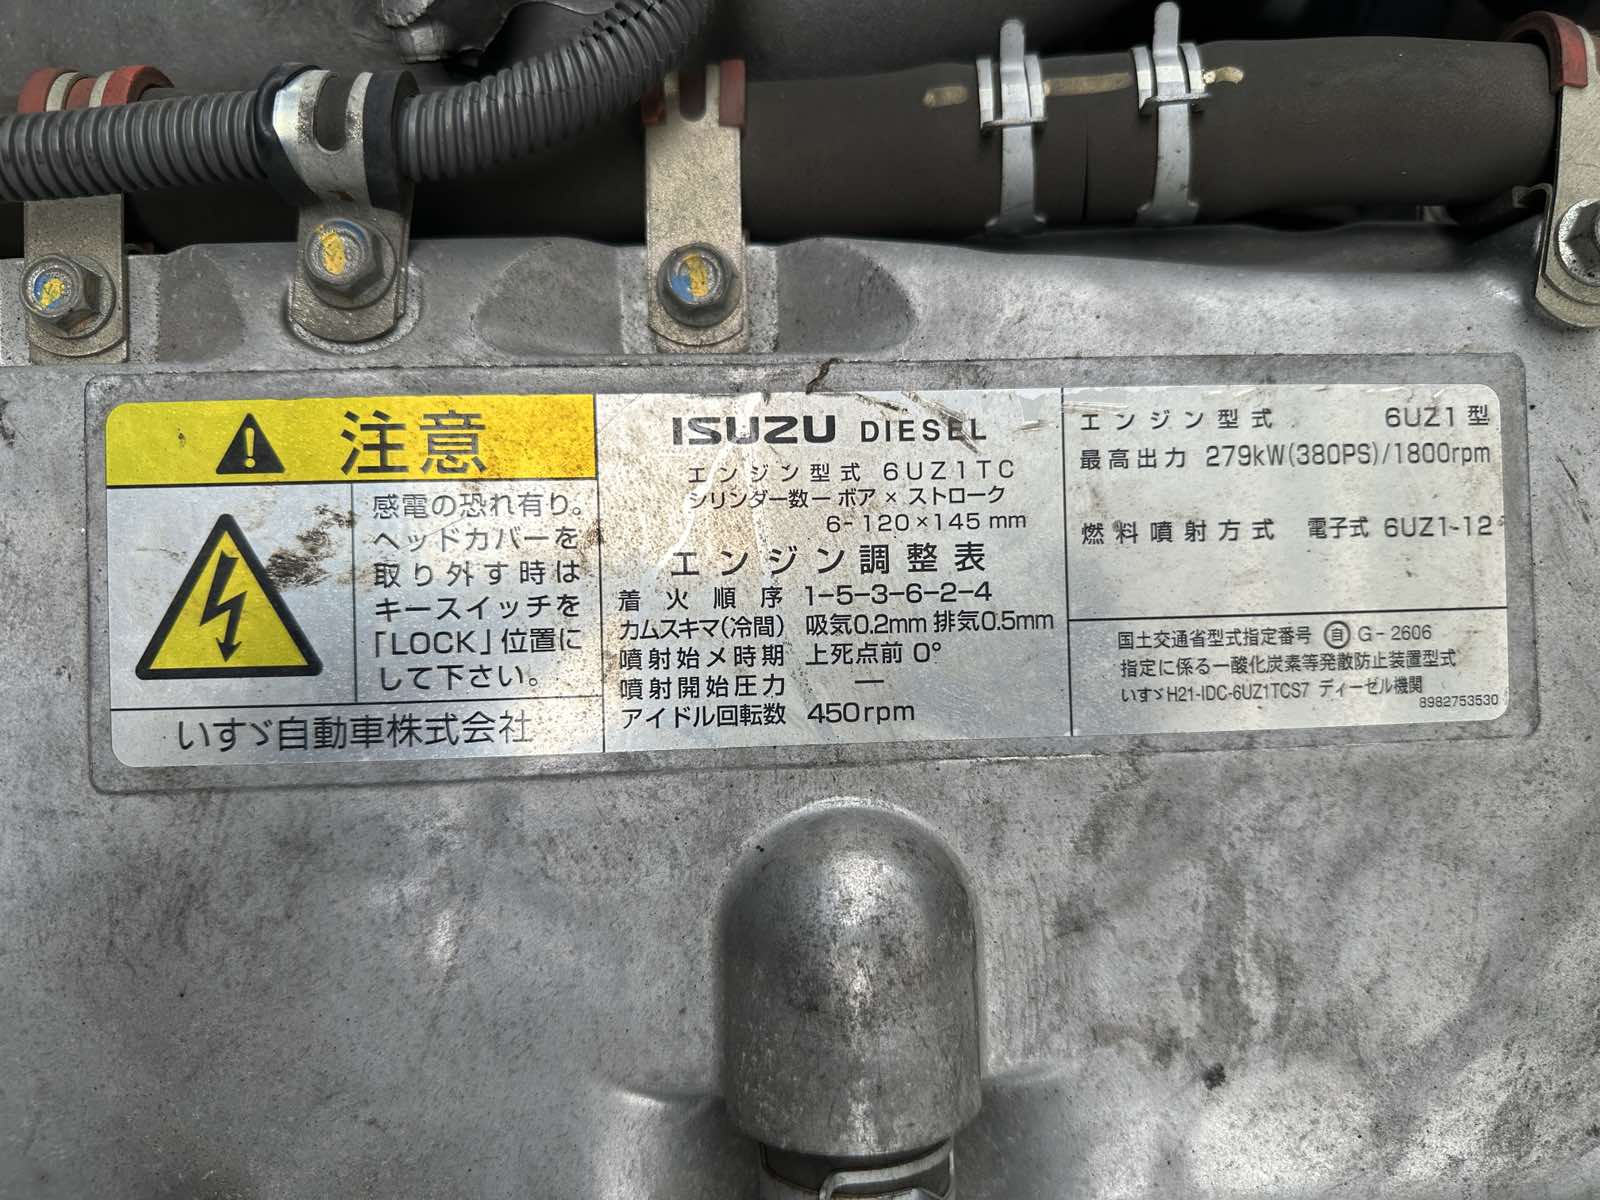 注意
感電の恐れ有り。
ヘッドカバーを
取り外す時は
キースイッチを
「LOCK」位置に
して下さい。
いすゞ自動車株式会社
ISUZU DIESEL
エンジン型式 6UZ1TC
シリンダー数ー ボア × ストローク
6-120×145 mm
エンジン調整表
着火順序 1-5-3-6-2-4
カムスキマ(冷間) 吸気0.2mm 排気0.5mm
噴射始メ時期 上死点前 0°
噴射開始圧力 —
アイドル回転数 450rpm
エンジン型式 6UZ1型
最高出力 279kW(380PS)/1800rpm
燃料噴射方式 電子式 6UZ1-12
国土交通省型式指定番号 ㊀自 G-2606
指定に係る一酸化炭素等発散防止装置型式
いすゞH21-IDC-6UZ1TCS7 ディーゼル機関
8982753530